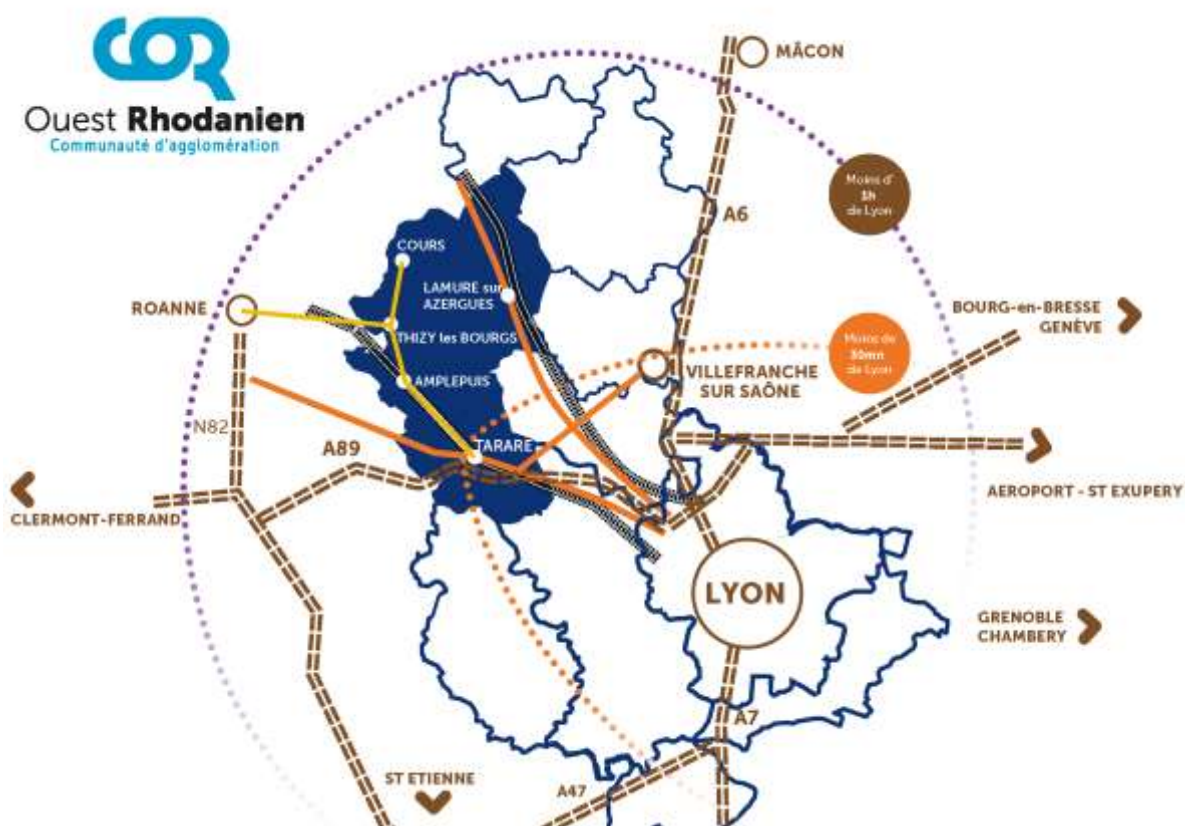 COR
Ouest Rhodanien
Communauté d'agglomération
MÂCON
Moins d'
1h
de Lyon
A6
COURS
LAMURE sur
AZERGUES
ROANNE
THIZY les BOURGS
BOURG-en-BRESSE
GENÈVE
Moins de
30mn
de Lyon
VILLEFRANCHE
SUR SAÔNE
AMPLEPUIS
N82
A89
TARARE
CLERMONT-FERRAND
AEROPORT - ST EXUPERY
LYON
GRENOBLE
CHAMBERY
A7
ST ETIENNE
A47